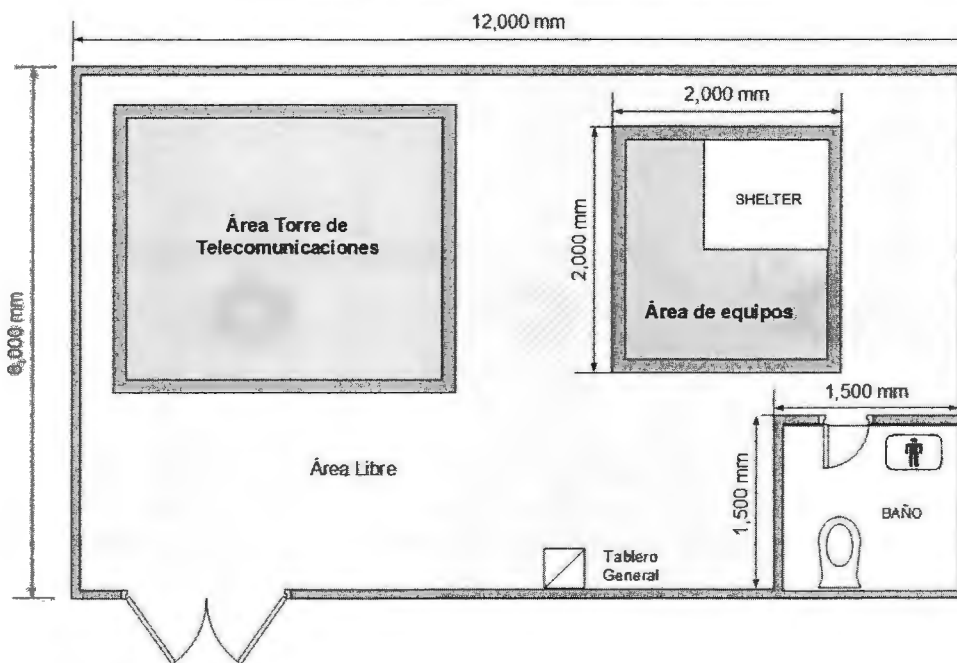 12,000 mm
2,000 mm
SHELTER
Área Torre de
Telecomunicaciones
2,000 mm
Área de equipos
mm
1,500 mm
Área Libre
1,500 mm
BAÑO
Tablero
General